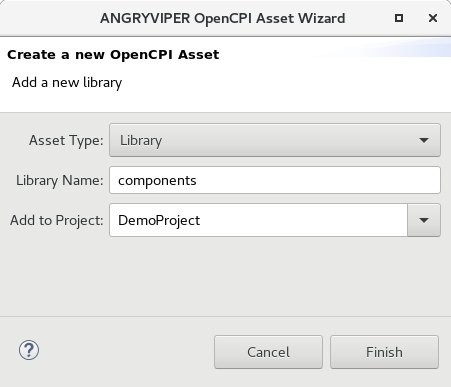 ANGRYVIPER OpenCPI Asset Wizard
Create a new OpenCPI Asset
Add a new library
Asset Type: Library
Library Name: components
Add to Project: DemoProject
? Cancel Finish